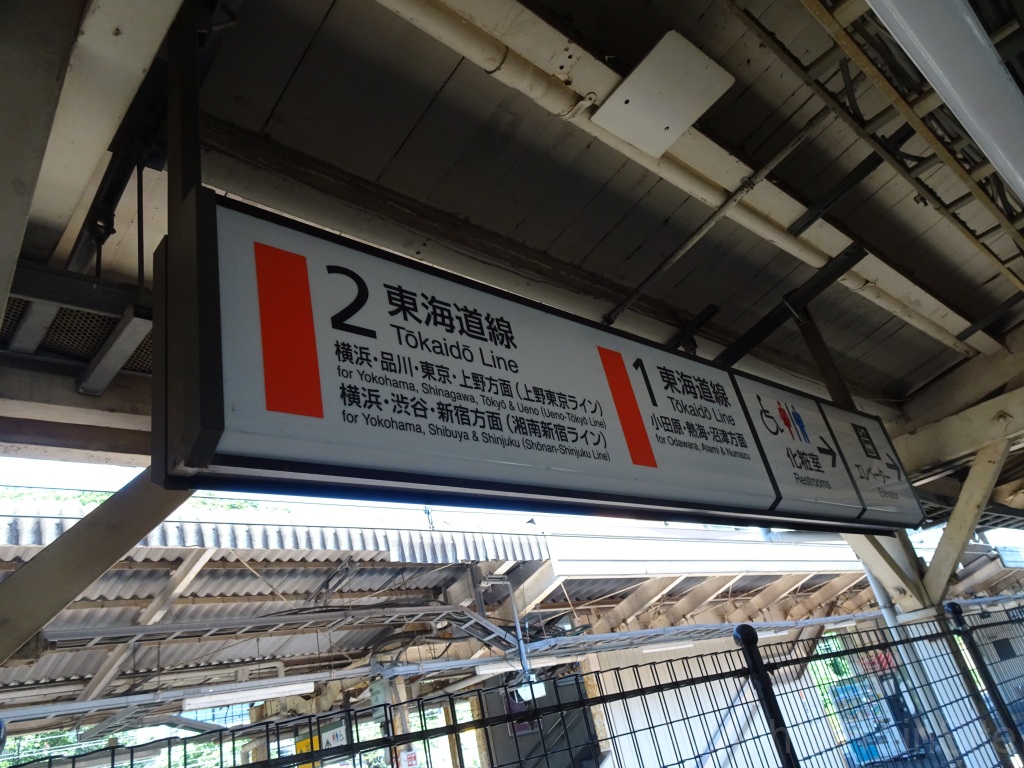 2
東海道線
Tōkaidō Line
横浜・品川・東京・上野方面(上野東京ライン)
for Yokohama, Shinagawa, Tōkyō & Ueno (Ueno-Tōkyō Line)
横浜・渋谷・新宿方面(湘南新宿ライン)
for Yokohama, Shibuya & Shinjuku (Shōnan-Shinjuku Line)
1
東海道線
Tōkaidō Line
小田原・熱海・沼津方面
for Odawara, Atami & Numazu
化粧室
Restrooms
エレベーター
Elevator